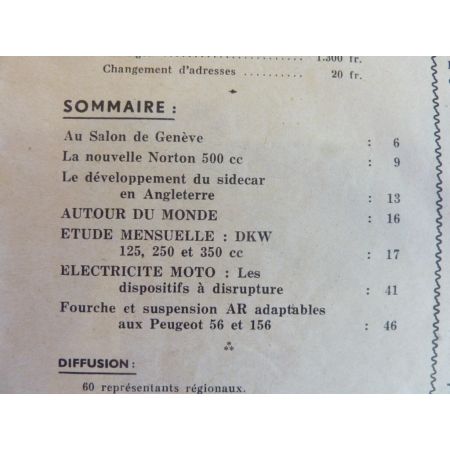 1.300 fr.
Changement d'adresses .......... 20 fr.
SOMMAIRE :
Au Salon de Genève : 6
La nouvelle Norton 500 cc : 9
Le développement du sidecar
en Angleterre : 13
AUTOUR DU MONDE : 16
ETUDE MENSUELLE : DKW
125, 250 et 350 cc : 17
ELECTRICITE MOTO : Les
dispositifs à disrupture : 41
Fourche et suspension AR adaptables
aux Peugeot 56 et 156 : 46
DIFFUSION :
60 représentants régionaux.